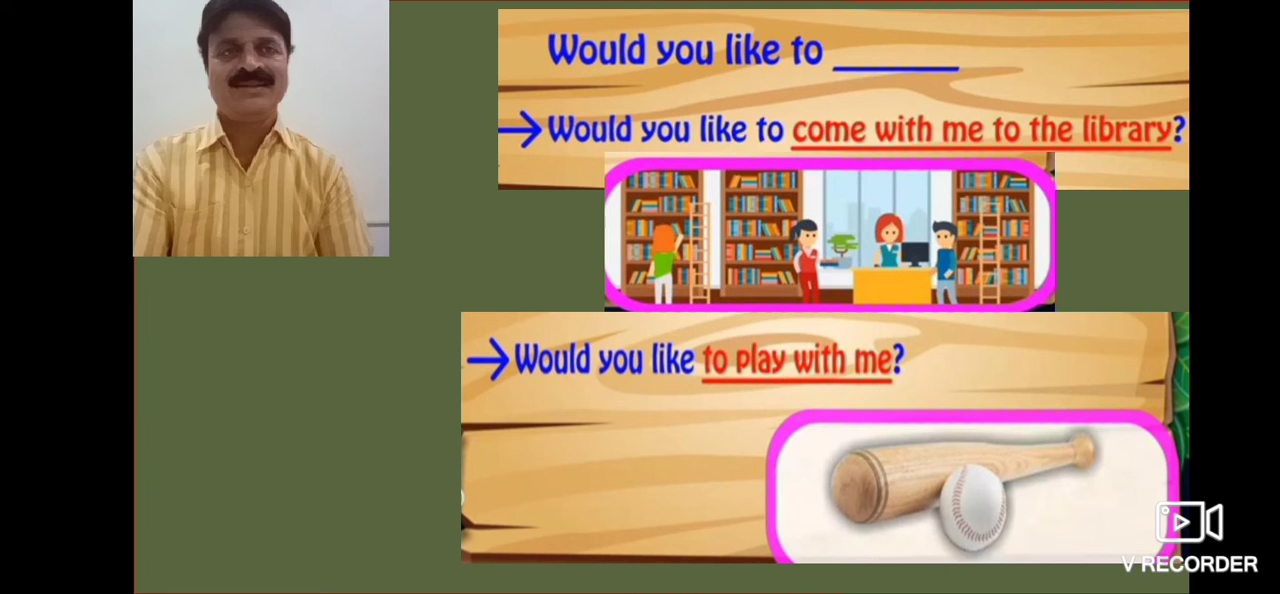 Would you like to ______
→Would you like to come with me to the library?
→Would you like to play with me?
V RECORDER